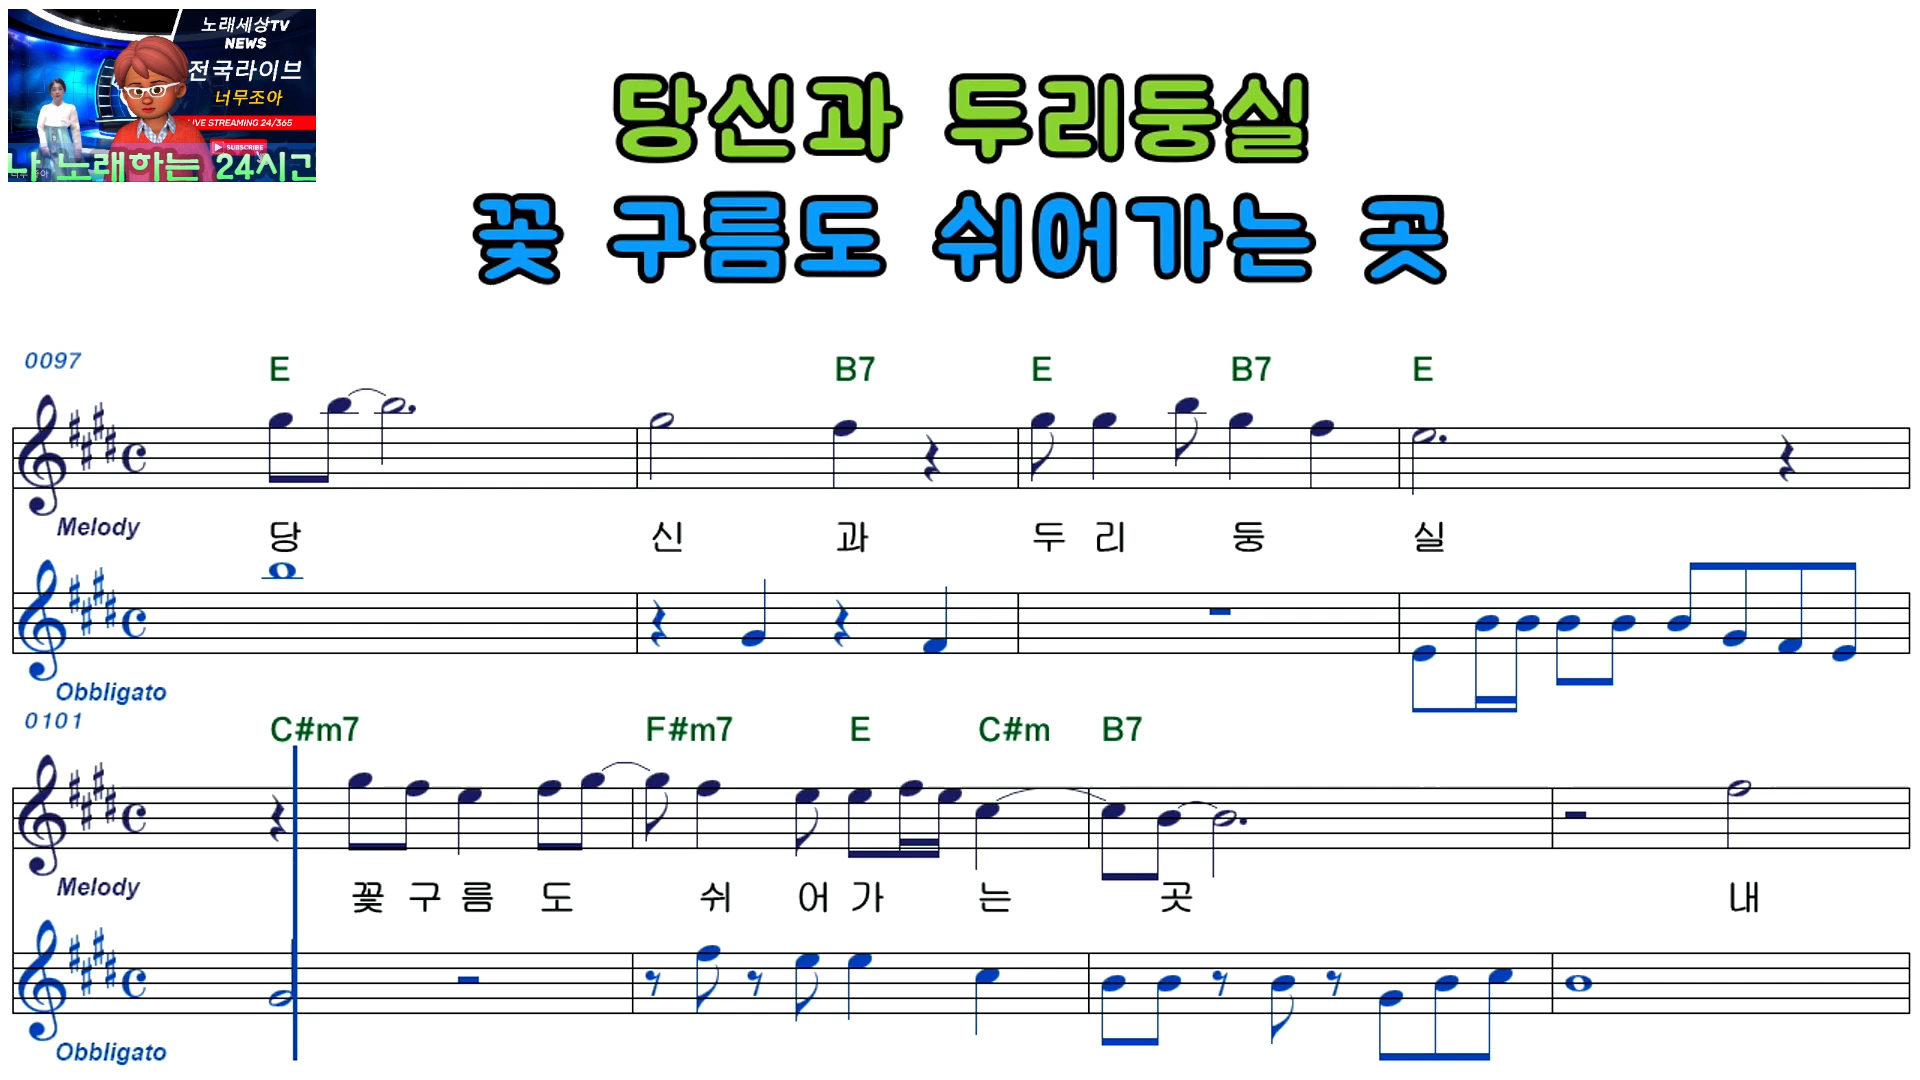 노래세상TV
NEWS
전국라이브
너무조아
LIVE STREAMING 24/365
SUBSCRIBE
나 노래하는 24시간
당신과 두리둥실
꽃 구름도 쉬어가는 곳
0097
E B7 E B7 E
Melody
당 신 과 두 리 둥 실
Obbligato
0101
C#m7 F#m7 E C#m B7
Melody
꽃 구 름 도 쉬 어 가 는 곳 내
Obbligato